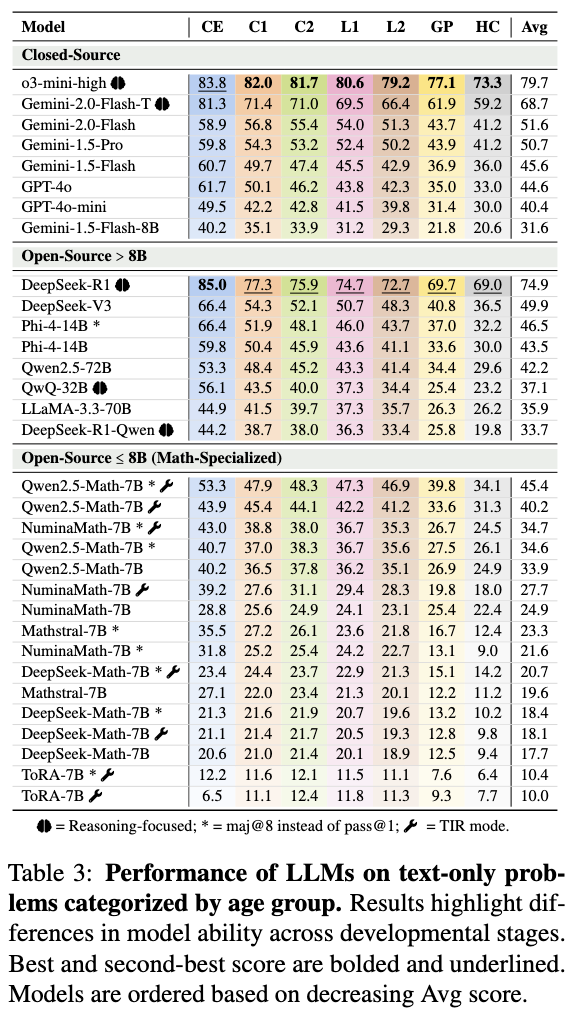 Model CE C1 C2 L1 L2 GP HC Avg
Closed-Source
o3-mini-high 83.8 82.0 81.7 80.6 79.2 77.1 73.3 79.7
Gemini-2.0-Flash-T 81.3 71.4 71.0 69.5 66.4 61.9 59.2 68.7
Gemini-2.0-Flash 58.9 56.8 55.4 54.0 51.3 43.7 41.2 51.6
Gemini-1.5-Pro 59.8 54.3 53.2 52.4 50.2 43.9 41.2 50.7
Gemini-1.5-Flash 60.7 49.7 47.4 45.5 42.9 36.9 36.0 45.6
GPT-4o 61.7 50.1 46.2 43.8 42.3 35.0 33.0 44.6
GPT-4o-mini 49.5 42.2 42.8 41.5 39.8 31.4 30.0 40.4
Gemini-1.5-Flash-8B 40.2 35.1 33.9 31.2 29.3 21.8 20.6 31.6
Open-Source > 8B
DeepSeek-R1 85.0 77.3 75.9 74.7 72.7 69.7 69.0 74.9
DeepSeek-V3 66.4 54.3 52.1 50.7 48.3 40.8 36.5 49.9
Phi-4-14B * 66.4 51.9 48.1 46.0 43.7 37.0 32.2 46.5
Phi-4-14B 59.8 50.4 45.9 43.6 41.1 33.6 30.0 43.5
Qwen2.5-72B 53.3 48.4 45.2 43.3 41.4 34.4 29.6 42.2
QwQ-32B 56.1 43.5 40.0 37.3 34.4 25.4 23.2 37.1
LLaMA-3.3-70B 44.9 41.5 39.7 37.3 35.7 26.3 26.2 35.9
DeepSeek-R1-Qwen 44.2 38.7 38.0 36.3 33.4 25.8 19.8 33.7
Open-Source ≤ 8B (Math-Specialized)
Qwen2.5-Math-7B * 53.3 47.9 48.3 47.3 46.9 39.8 34.1 45.4
Qwen2.5-Math-7B 43.9 45.4 44.1 42.2 41.2 33.6 31.3 40.2
NuminaMath-7B * 43.0 38.8 38.0 36.7 35.3 26.7 24.5 34.7
Qwen2.5-Math-7B * 40.7 37.0 38.3 36.7 35.6 27.5 26.1 34.6
Qwen2.5-Math-7B 40.2 36.5 37.8 36.2 35.1 26.9 24.9 33.9
NuminaMath-7B 39.2 27.6 31.1 29.4 28.3 19.8 18.0 27.7
NuminaMath-7B 28.8 25.6 24.9 24.1 23.1 25.4 22.4 24.9
Mathstral-7B * 35.5 27.2 26.1 23.6 21.8 16.7 12.4 23.3
NuminaMath-7B * 31.8 25.2 25.4 24.2 22.7 13.1 9.0 21.6
DeepSeek-Math-7B * 23.4 24.4 23.7 22.9 21.3 15.1 14.2 20.7
Mathstral-7B 27.1 22.0 23.4 21.3 20.1 12.2 11.2 19.6
DeepSeek-Math-7B * 21.3 21.6 21.9 20.7 19.6 13.2 10.2 18.4
DeepSeek-Math-7B 21.1 21.4 21.7 20.5 19.3 12.8 9.8 18.1
DeepSeek-Math-7B 20.6 21.0 21.4 20.1 18.9 12.5 9.4 17.7
ToRA-7B * 12.2 11.6 12.1 11.5 11.1 7.6 6.4 10.4
ToRA-7B 6.5 11.1 12.4 11.8 11.3 9.3 7.7 10.0
= Reasoning-focused; * = maj@8 instead of pass@1; = TIR mode.
Table 3: Performance of LLMs on text-only prob-
lems categorized by age group. Results highlight dif-
ferences in model ability across developmental stages.
Best and second-best score are bolded and underlined.
Models are ordered based on decreasing Avg score.